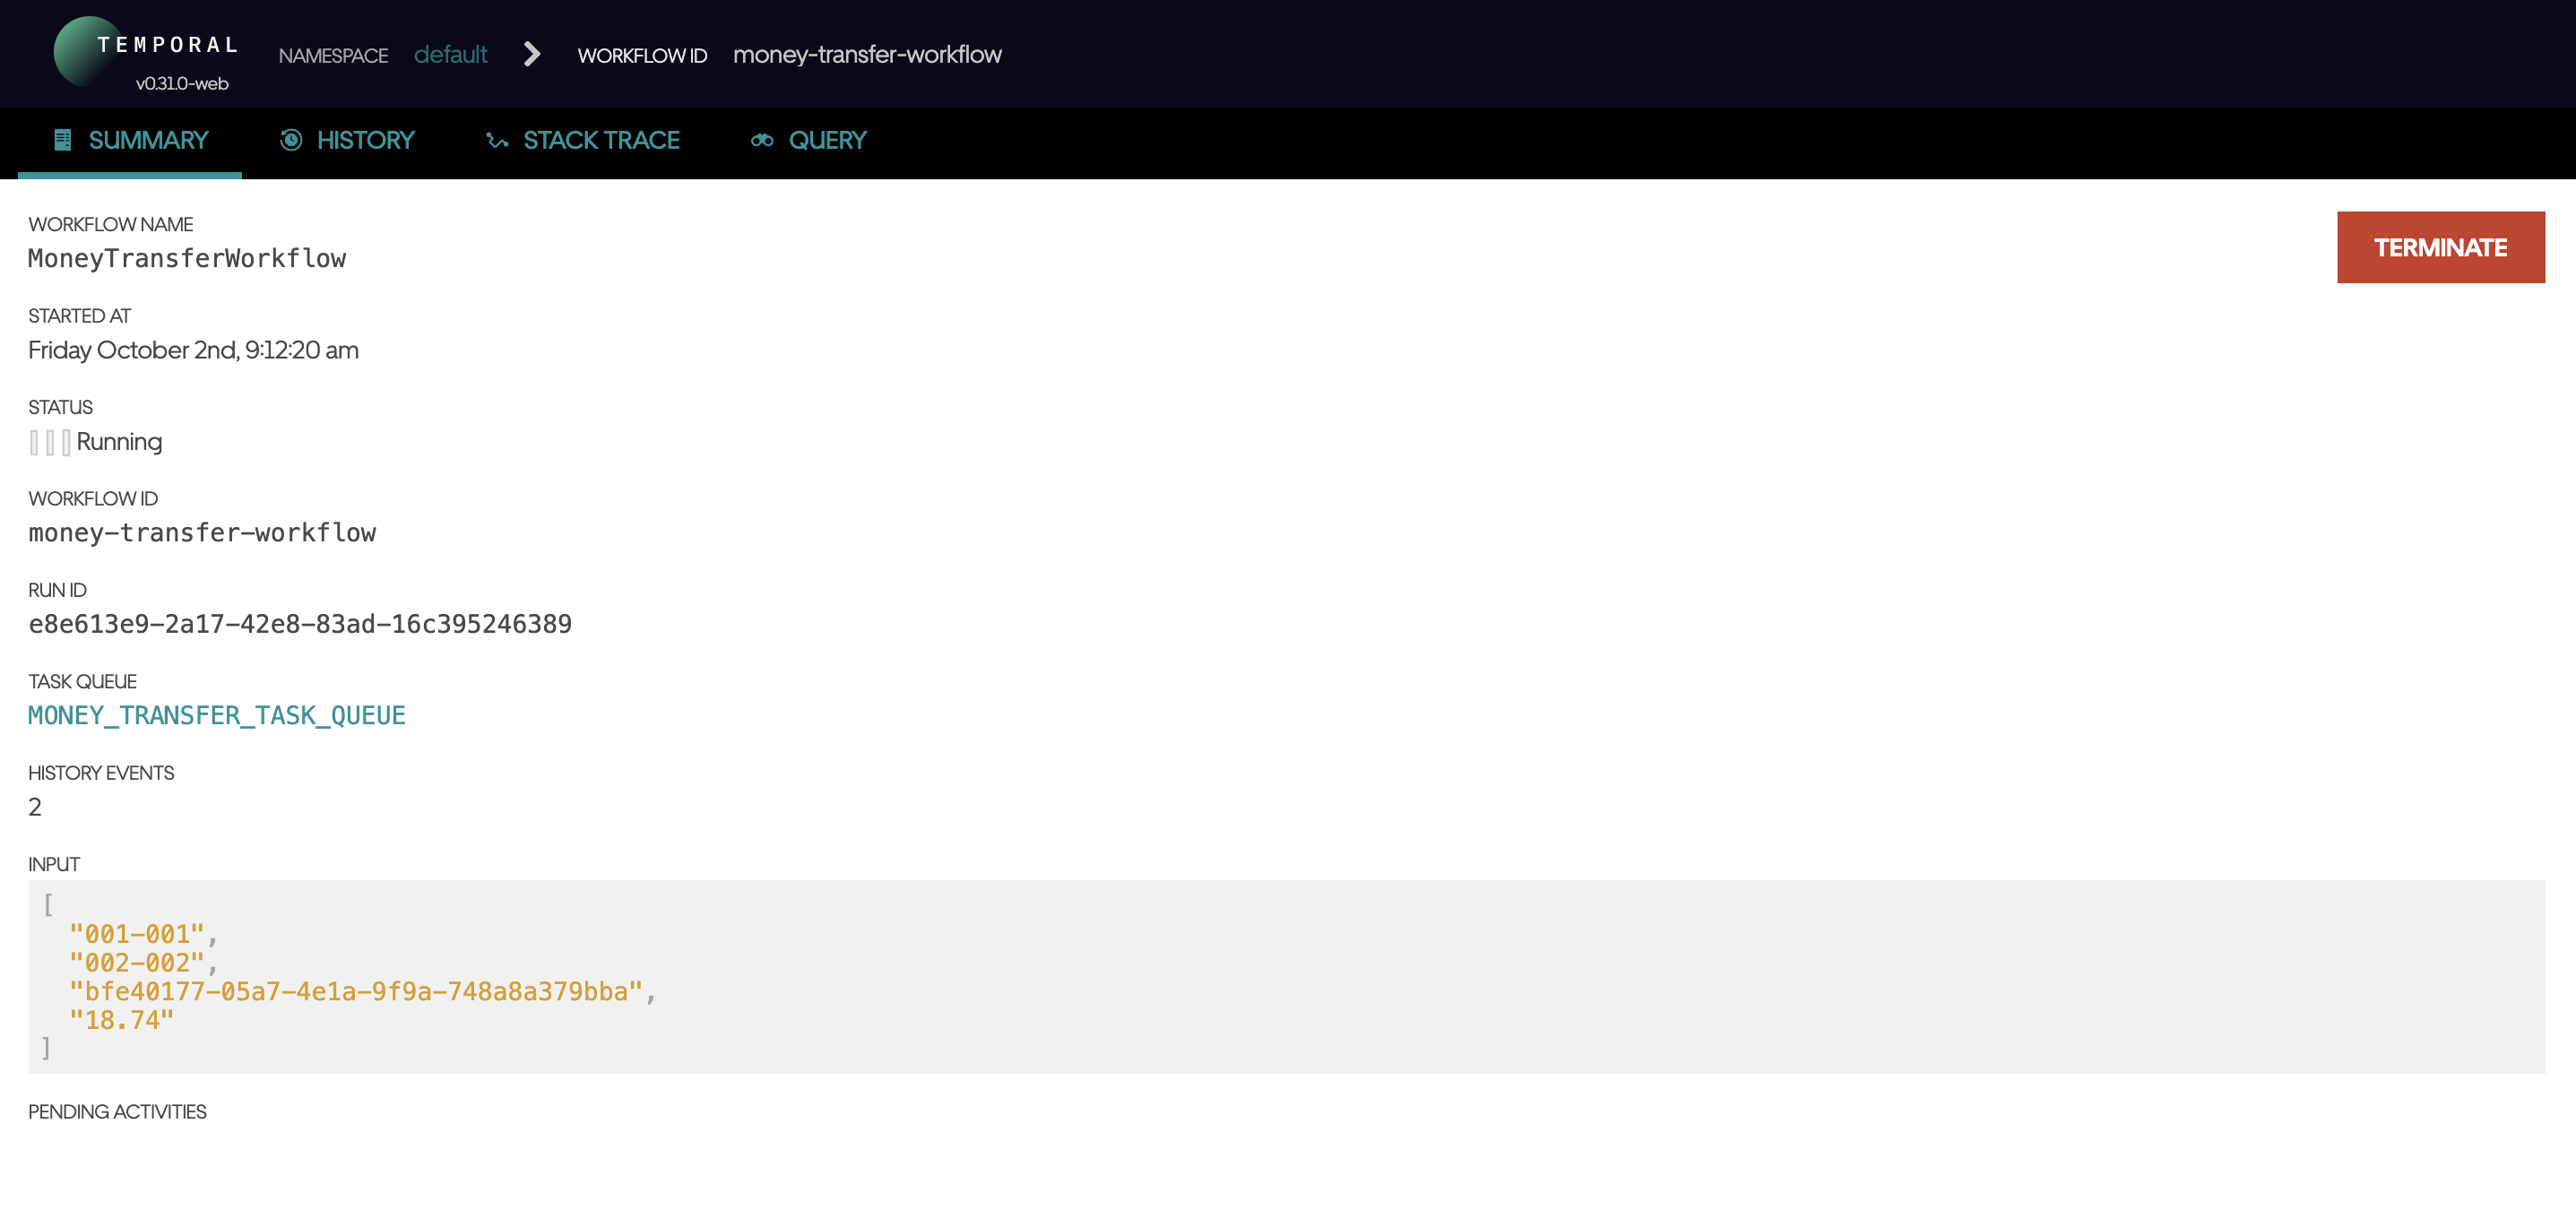 TEMPORAL
v0.31.0-web
NAMESPACE default WORKFLOW ID money-transfer-workflow
SUMMARY HISTORY STACK TRACE QUERY
WORKFLOW NAME
MoneyTransferWorkflow
TERMINATE
STARTED AT
Friday October 2nd, 9:12:20 am
STATUS
Running
WORKFLOW ID
money-transfer-workflow
RUN ID
e8e613e9-2a17-42e8-83ad-16c395246389
TASK QUEUE
MONEY_TRANSFER_TASK_QUEUE
HISTORY EVENTS
2
INPUT
[
"001-001",
"002-002",
"bfe40177-05a7-4e1a-9f9a-748a8a379bba",
"18.74"
]
PENDING ACTIVITIES